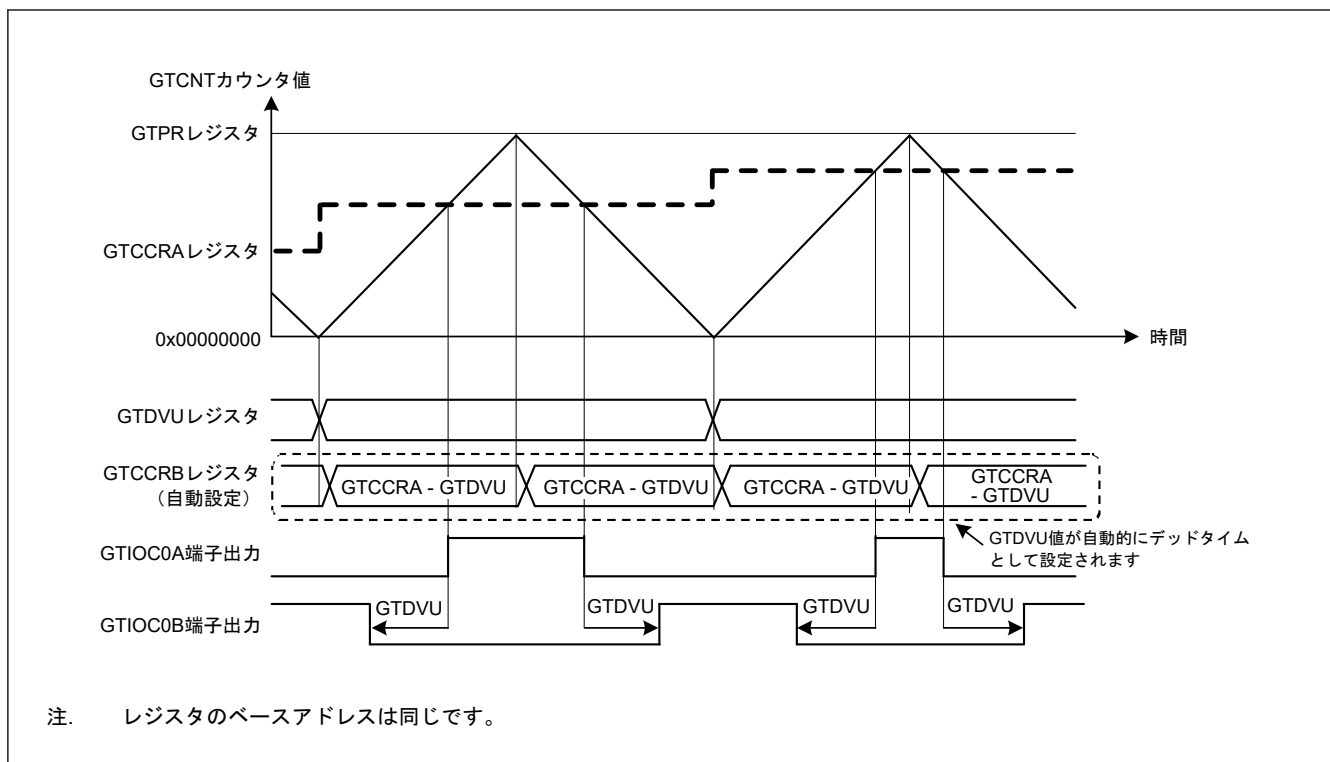 GTCNTカウンタ値
GTPRレジスタ
GTCCRAレジスタ
0x00000000
時間
GTDVUレジスタ
GTCCRBレジスタ
（自動設定）
GTCCRA - GTDVU
GTCCRA - GTDVU
GTCCRA - GTDVU
GTCCRA
- GTDVU
GTDVU値が自動的にデッドタイム
として設定されます
GTIOC0A端子出力
GTDVU
GTDVU
GTDVU
GTDVU
GTIOC0B端子出力
注. レジスタのベースアドレスは同じです。